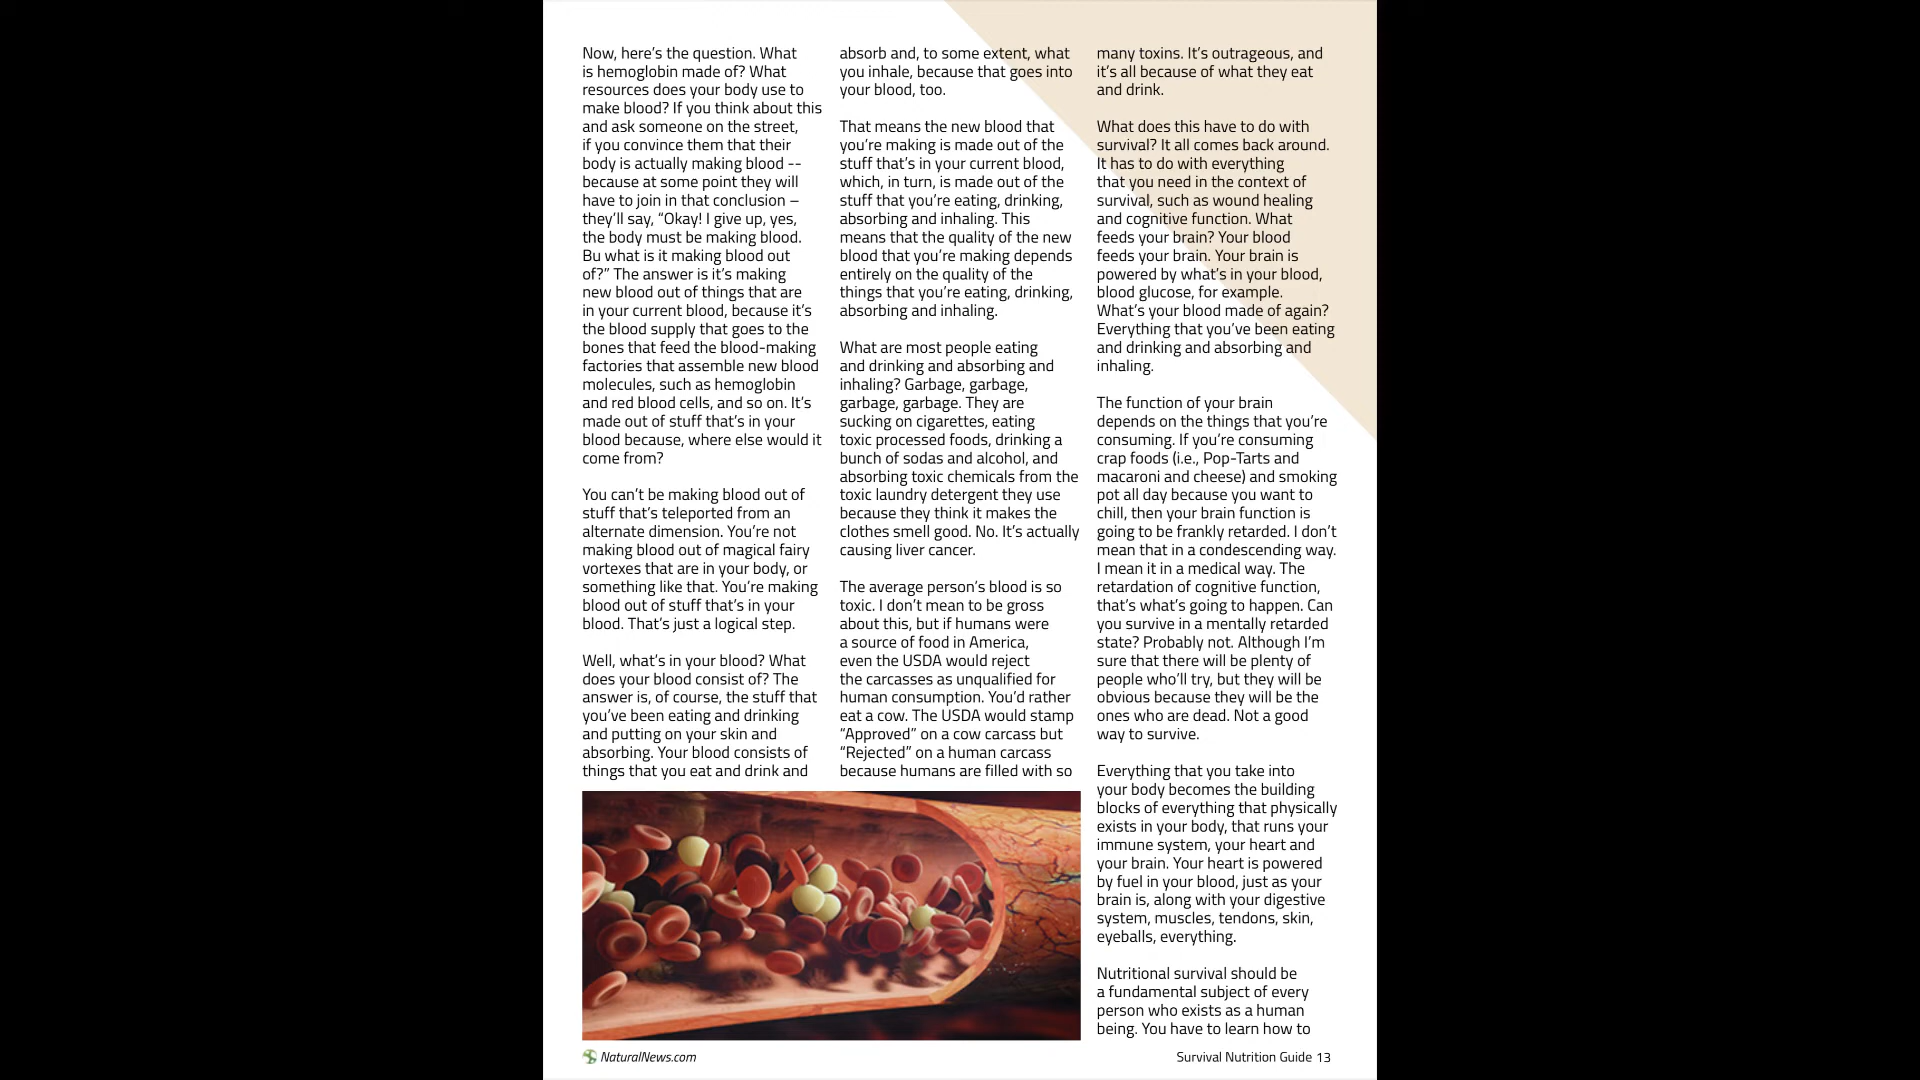 Now, here's the question. What
is hemoglobin made of? What
resources does your body use to
make blood? If you think about this
and ask someone on the street,
if you convince them that their
body is actually making blood --
because at some point they will
have to join in that conclusion –
they'll say, “Okay! I give up, yes,
the body must be making blood.
Bu what is it making blood out
of?” The answer is it's making
new blood out of things that are
in your current blood, because it's
the blood supply that goes to the
bones that feed the blood-making
factories that assemble new blood
molecules, such as hemoglobin
and red blood cells, and so on. It's
made out of stuff that's in your
blood because, where else would it
come from?
You can't be making blood out of
stuff that's teleported from an
alternate dimension. You're not
making blood out of magical fairy
vortexes that are in your body, or
something like that. You're making
blood out of stuff that's in your
blood. That's just a logical step.
Well, what's in your blood? What
does your blood consist of? The
answer is, of course, the stuff that
you've been eating and drinking
and putting on your skin and
absorbing. Your blood consists of
things that you eat and drink and
absorb and, to some extent, what
you inhale, because that goes into
your blood, too.
That means the new blood that
you're making is made out of the
stuff that's in your current blood,
which, in turn, is made out of the
stuff that you're eating, drinking,
absorbing and inhaling. This
means that the quality of the new
blood that you're making depends
entirely on the quality of the
things that you're eating, drinking,
absorbing and inhaling.
What are most people eating
and drinking and absorbing and
inhaling? Garbage, garbage,
garbage, garbage. They are
sucking on cigarettes, eating
toxic processed foods, drinking a
bunch of sodas and alcohol, and
absorbing toxic chemicals from the
toxic laundry detergent they use
because they think it makes the
clothes smell good. No. It's actually
causing liver cancer.
The average person's blood is so
toxic. I don't mean to be gross
about this, but if humans were
a source of food in America,
even the USDA would reject
the carcasses as unqualified for
human consumption. You'd rather
eat a cow. The USDA would stamp
“Approved” on a cow carcass but
“Rejected” on a human carcass
because humans are filled with so
many toxins. It's outrageous, and
it's all because of what they eat
and drink.
What does this have to do with
survival? It all comes back around.
It has to do with everything
that you need in the context of
survival, such as wound healing
and cognitive function. What
feeds your brain? Your blood
feeds your brain. Your brain is
powered by what's in your blood,
blood glucose, for example.
What's your blood made of again?
Everything that you've been eating
and drinking and absorbing and
inhaling.
The function of your brain
depends on the things that you're
consuming. If you're consuming
crap foods (i.e., Pop-Tarts and
macaroni and cheese) and smoking
pot all day because you want to
chill, then your brain function is
going to be frankly retarded. I don't
mean that in a condescending way.
I mean it in a medical way. The
retardation of cognitive function,
that's what's going to happen. Can
you survive in a mentally retarded
state? Probably not. Although I'm
sure that there will be plenty of
people who'll try, but they will be
obvious because they will be the
ones who are dead. Not a good
way to survive.
Everything that you take into
your body becomes the building
blocks of everything that physically
exists in your body, that runs your
immune system, your heart and
your brain. Your heart is powered
by fuel in your blood, just as your
brain is, along with your digestive
system, muscles, tendons, skin,
eyeballs, everything.
Nutritional survival should be
a fundamental subject of every
person who exists as a human
being. You have to learn how to
NaturalNews.com
Survival Nutrition Guide 13